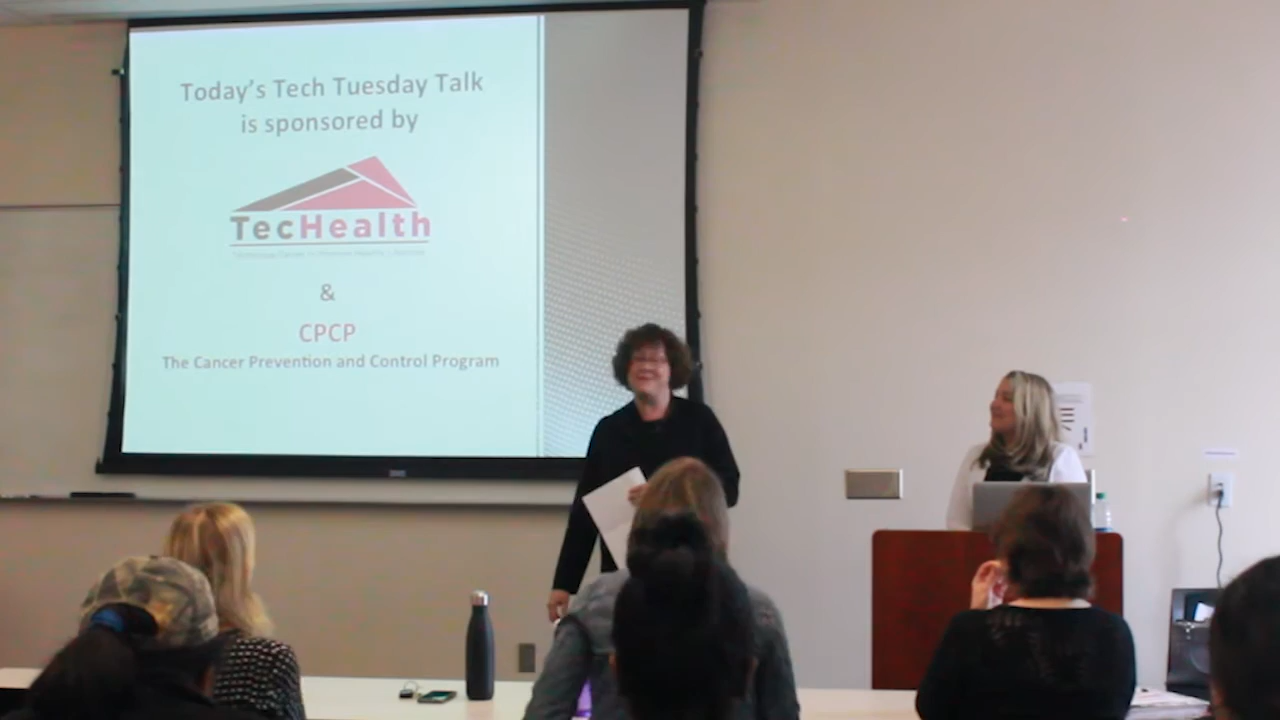 Today's Tech Tuesday Talk
is sponsored by
TecHealth
&
CPCP
The Cancer Prevention and Control Program